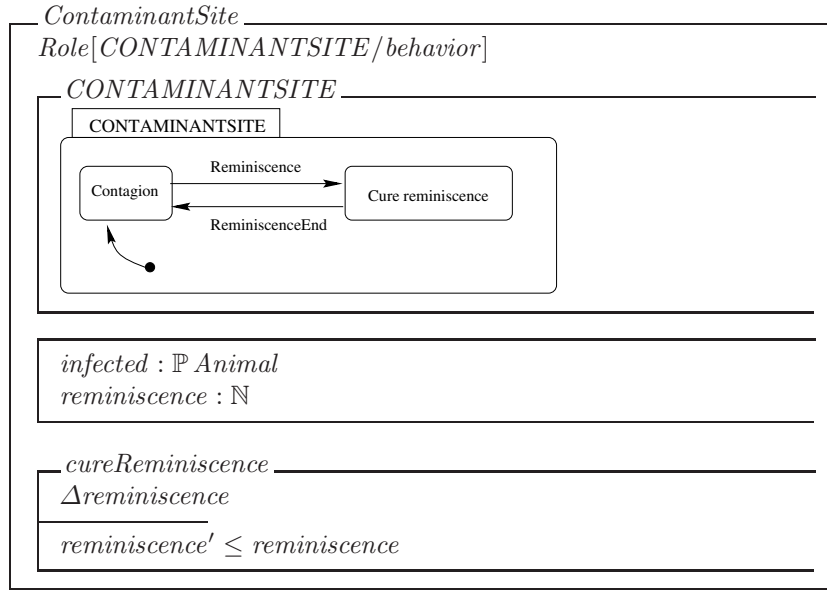 ContaminantSite
Role[CONTAMINANTSITE/behavior]
CONTAMINANTSITE
CONTAMINANTSITE
Reminiscence
Contagion
Cure reminiscence
ReminiscenceEnd
infected : ℙ Animal
reminiscence : ℕ
cureReminiscence
Δreminiscence
reminiscence′ ≤ reminiscence